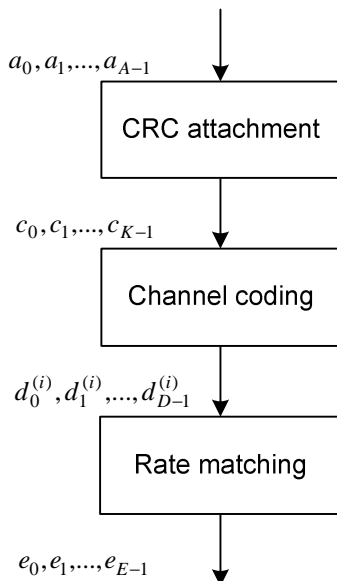 a_0, a_1,..., a_{A−1}
CRC attachment
c_0, c_1,..., c_{K−1}
Channel coding
d_0^{(i)}, d_1^{(i)},..., d_{D−1}^{(i)}
Rate matching
e_0, e_1,..., e_{E−1}